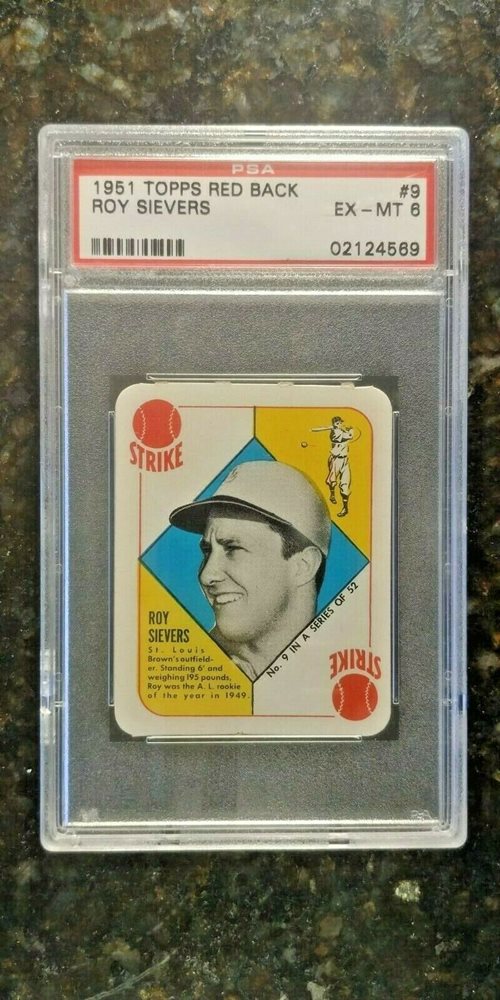 PSA
1951 TOPPS RED BACK #9
ROY SIEVERS EX-MT 6
02124569
STRIKE
ROY
SIEVERS
St. Louis
Brown's outfield-
er. Standing 6' and
weighing 195 pounds,
Roy was the A. L. rookie
of the year in 1949.
No. 9 IN A SERIES OF 52
STRIKE